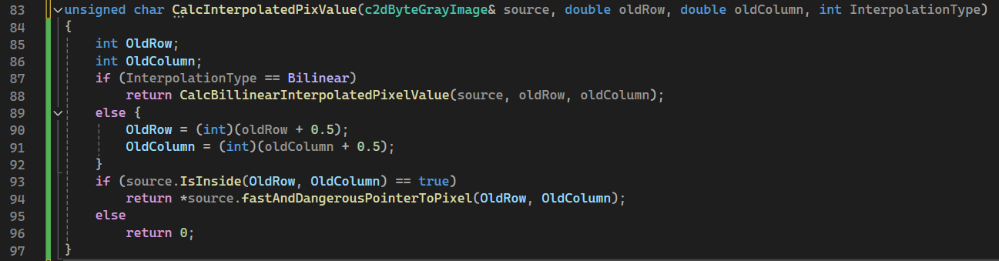 83 unsigned char CalcInterpolatedPixValue(c2dByteGrayImage& source, double oldRow, double oldColumn, int InterpolationType)
84 {
85     int OldRow;
86     int OldColumn;
87     if (InterpolationType == Bilinear)
88         return CalcBillinearInterpolatedPixelValue(source, oldRow, oldColumn);
89     else {
90         OldRow = (int)(oldRow + 0.5);
91         OldColumn = (int)(oldColumn + 0.5);
92     }
93     if (source.IsInside(OldRow, OldColumn) == true)
94         return *source.fastAndDangerousPointerToPixel(OldRow, OldColumn);
95     else
96         return 0;
97 }